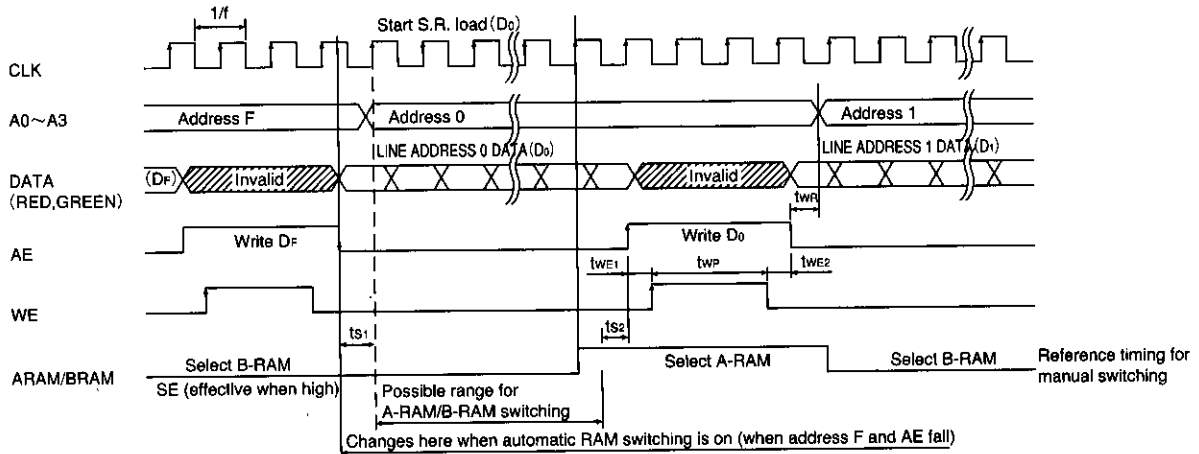 1/f
Start S.R. load (D0)
CLK
A0~A3
Address F
Address 0
Address 1
LINE ADDRESS 0 DATA(D0)
LINE ADDRESS 1 DATA(D1)
DATA
(RED,GREEN)
(DF)
Invalid
Invalid
tWR
AE
Write DF
Write D0
tWE1
tWP
tWE2
WE
tS1
tS2
ARAM/BRAM
Select B-RAM
Select A-RAM
Select B-RAM
Reference timing for
manual switching
SE (effective when high)
Possible range for
A-RAM/B-RAM switching
Changes here when automatic RAM switching is on (when address F and AE fall)